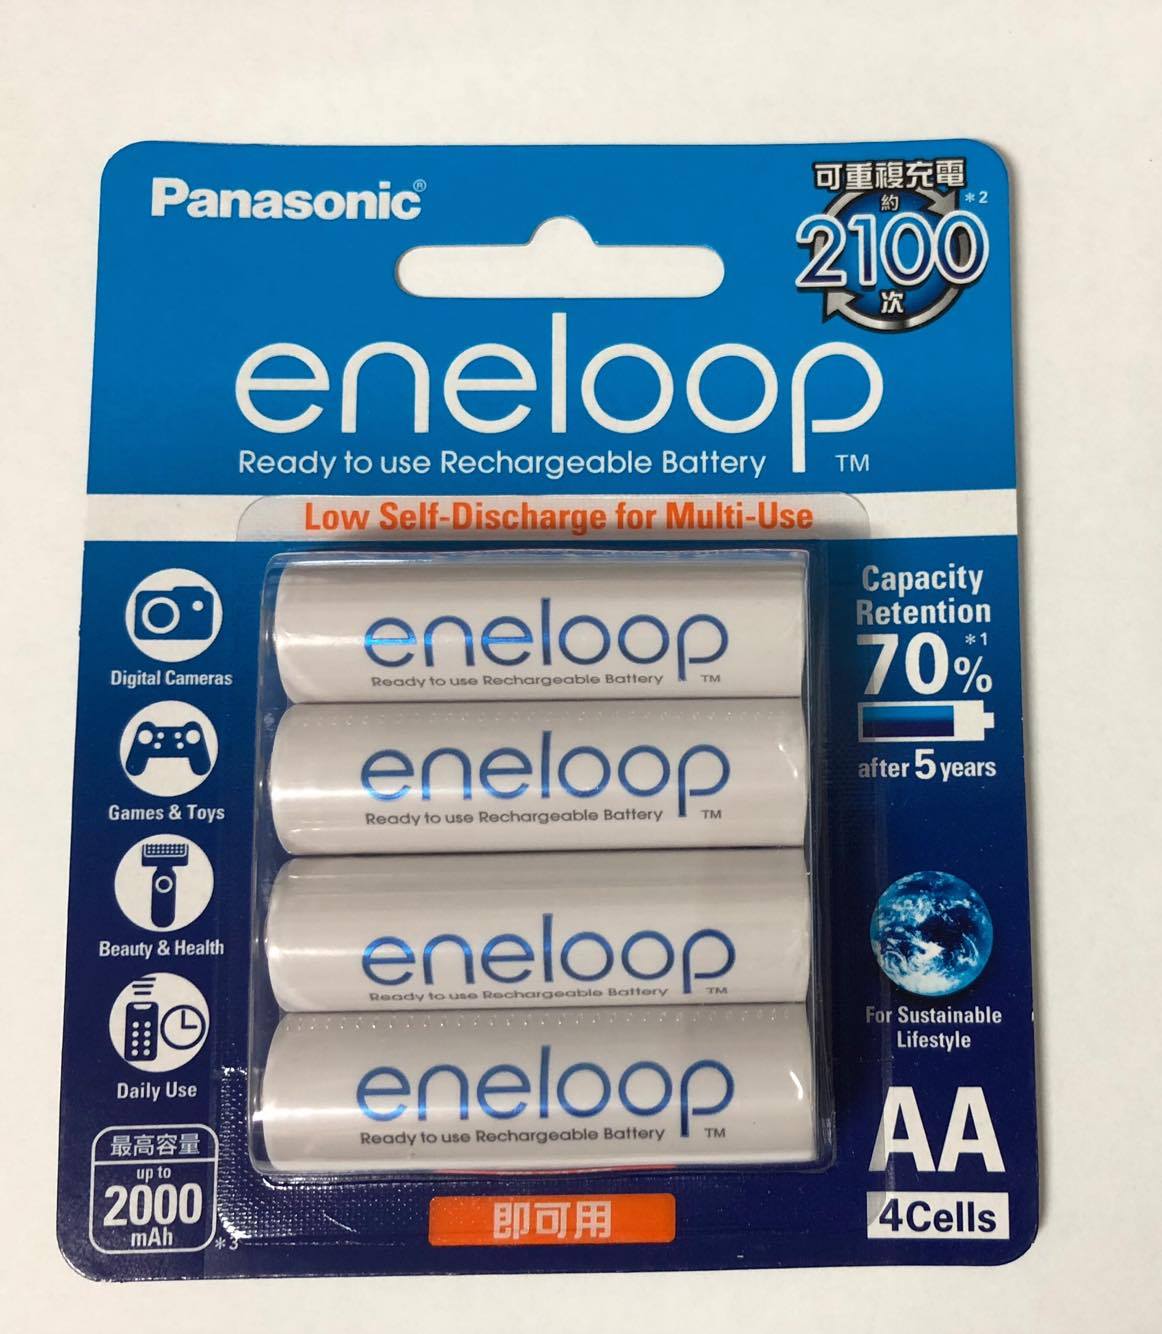 Panasonic®
可重複充電
約
2100
次
*2
eneloop
Ready to use Rechargeable Battery
TM
Low Self-Discharge for Multi-Use
Digital Cameras
Games & Toys
Beauty & Health
Daily Use
最高容量
up to
2000
mAh
*3
eneloop
Ready to use Rechargeable Battery TM
eneloop
Ready to use Rechargeable Battery TM
eneloop
Ready to use Rechargeable Battery TM
eneloop
Ready to use Rechargeable Battery TM
即可用
Capacity
Retention
70%
*1
after 5 years
For Sustainable
Lifestyle
AA
4Cells